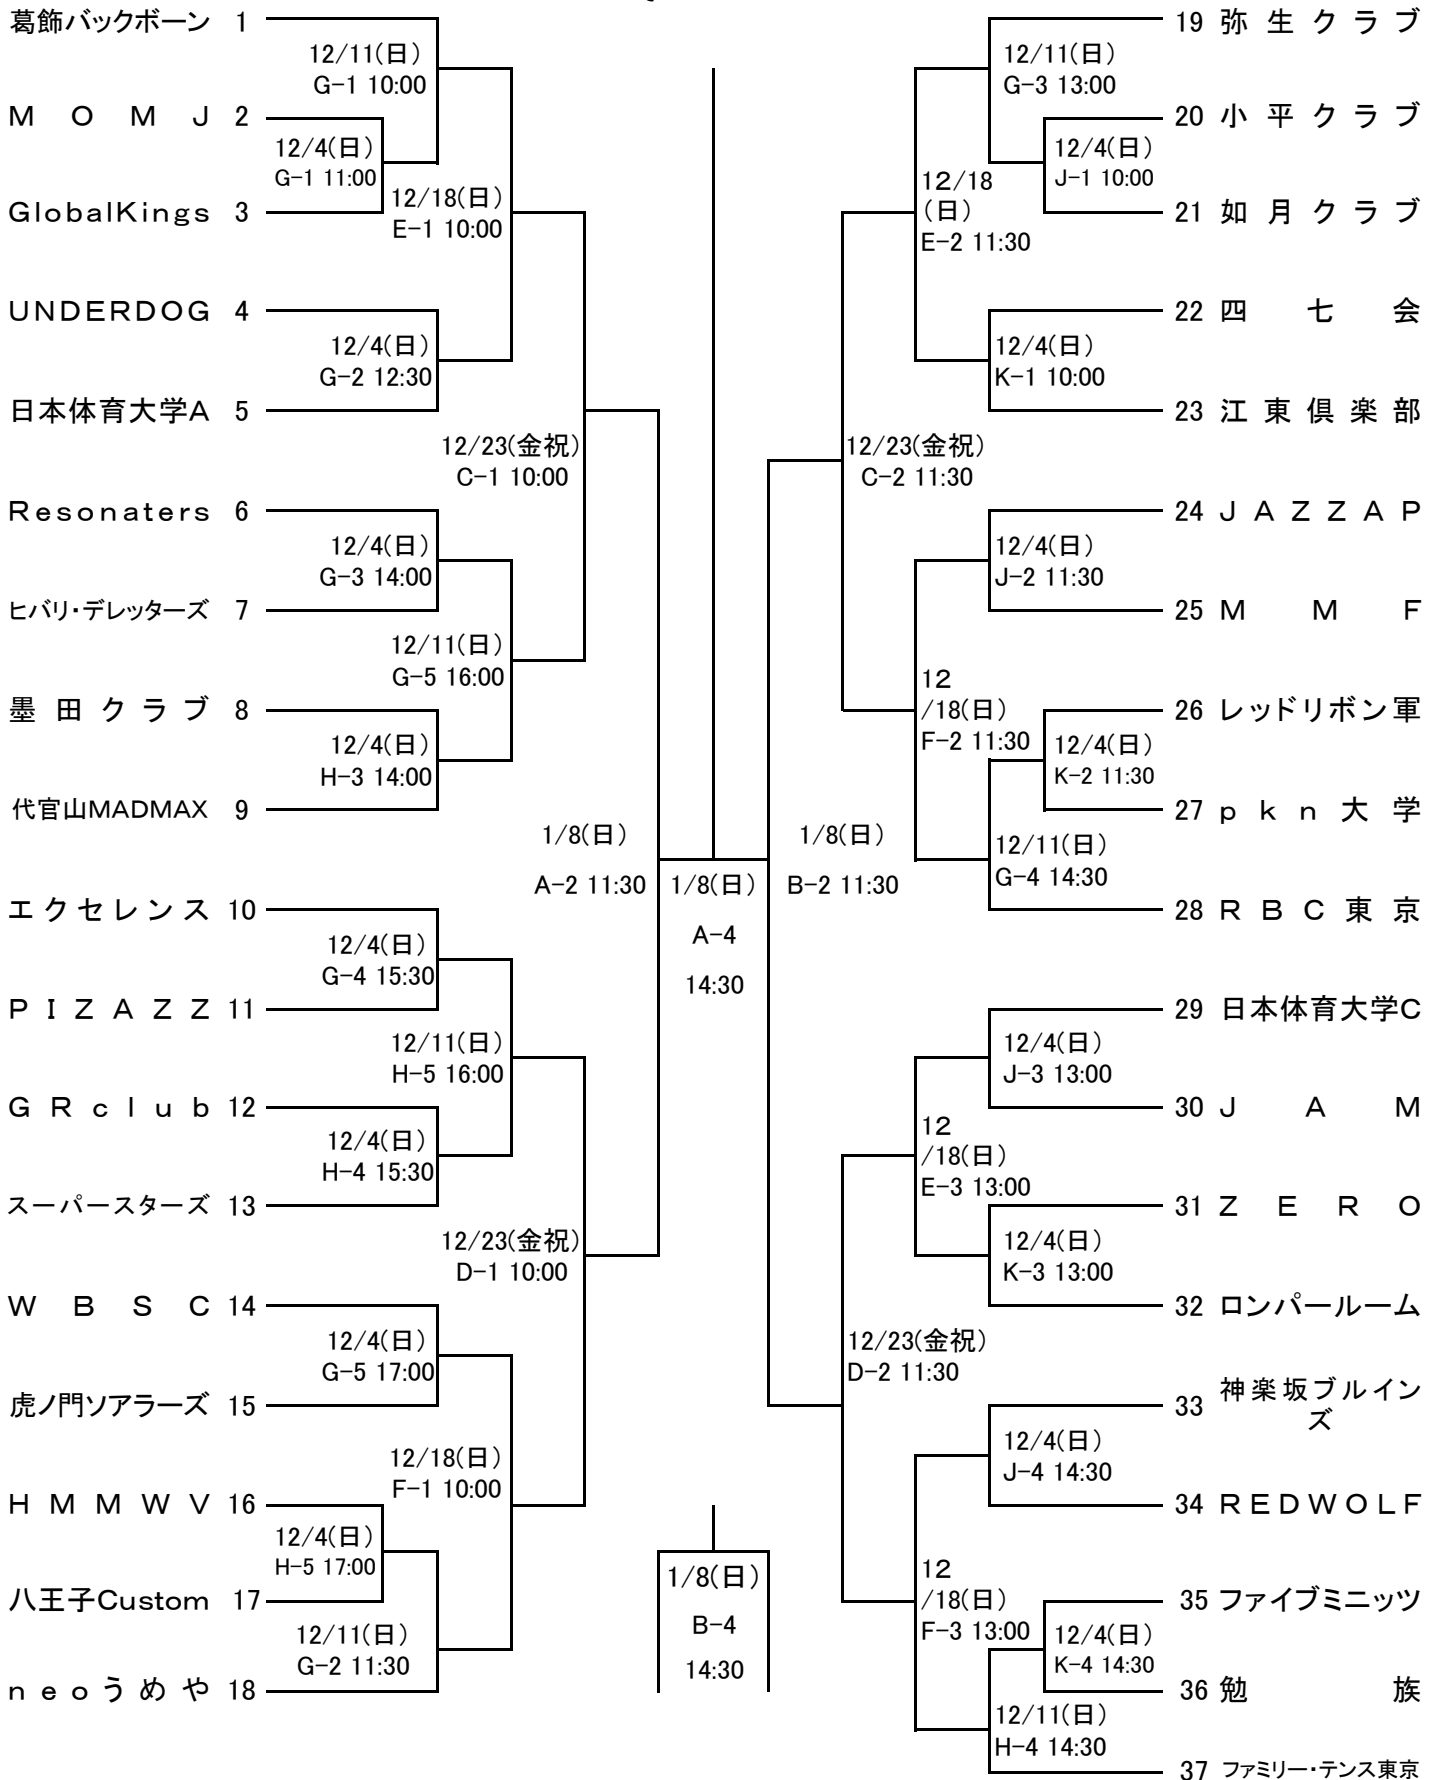 葛飾バックボーン 1
12/11(日)
G-1 10:00
ＭＯＭＪ 2
12/4(日)
G-1 11:00
GlobalKings 3
12/18(日)
E-1 10:00
UNDERDOG 4
12/4(日)
G-2 12:30
日本体育大学A 5
12/23(金祝)
C-1 10:00
Resonaters 6
12/4(日)
G-3 14:00
ヒバリ・デレッターズ 7
12/11(日)
G-5 16:00
墨田クラブ 8
12/4(日)
H-3 14:00
代官山MADMAX 9
1/8(日)
A-2 11:30
エクセレンス 10
12/4(日)
G-4 15:30
ＰＩＺＡＺＺ 11
12/11(日)
H-5 16:00
ＧＲｃｌｕｂ 12
12/4(日)
H-4 15:30
スーパースターズ 13
12/23(金祝)
D-1 10:00
ＷＢＳＣ 14
12/4(日)
G-5 17:00
虎ノ門ソアラーズ 15
12/18(日)
F-1 10:00
ＨＭＭＷＶ 16
12/4(日)
H-5 17:00
八王子Custom 17
12/11(日)
G-2 11:30
ｎｅｏうめや 18
1/8(日)
A-4
14:30
1/8(日)
B-4
14:30
19 弥生クラブ
12/11(日)
G-3 13:00
20 小平クラブ
12/4(日)
J-1 10:00
12/18
(日)
E-2 11:30
21 如月クラブ
22 四七会
12/4(日)
K-1 10:00
23 江東倶楽部
12/23(金祝)
C-2 11:30
24 ＪＡＺＺＡＰ
12/4(日)
J-2 11:30
25 ＭＭＦ
12
/18(日)
F-2 11:30
26 レッドリボン軍
12/4(日)
K-2 11:30
27 ｐｋｎ大学
1/8(日)
B-2 11:30
12/11(日)
G-4 14:30
28 ＲＢＣ東京
29 日本体育大学C
12/4(日)
J-3 13:00
30 ＪＡＭ
12
/18(日)
E-3 13:00
31 ＺＥＲＯ
12/4(日)
K-3 13:00
32 ロンパールーム
12/23(金祝)
D-2 11:30
33 神楽坂ブルイン
ズ
12/4(日)
J-4 14:30
34 ＲＥＤＷＯＬＦ
12
/18(日)
F-3 13:00
35 ファイブミニッツ
12/4(日)
K-4 14:30
36 勉族
12/11(日)
H-4 14:30
37 ファミリー・テンス東京